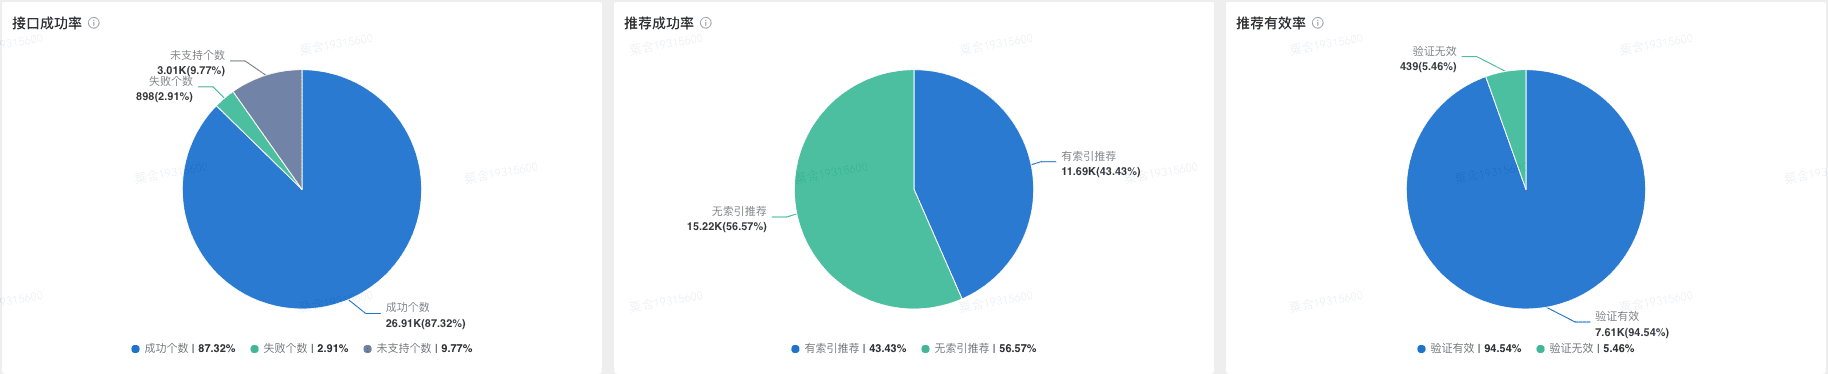 接口成功率
未支持个数
3.01K(9.77%)
失败个数
898(2.91%)
成功个数
26.91K(87.32%)
成功个数 | 87.32% 失败个数 | 2.91% 未支持个数 | 9.77%
推荐成功率
有索引推荐
11.69K(43.43%)
无索引推荐
15.22K(56.57%)
有索引推荐 | 43.43% 无索引推荐 | 56.57%
推荐有效率
验证无效
439(5.46%)
验证有效
7.61K(94.54%)
验证有效 | 94.54% 验证无效 | 5.46%